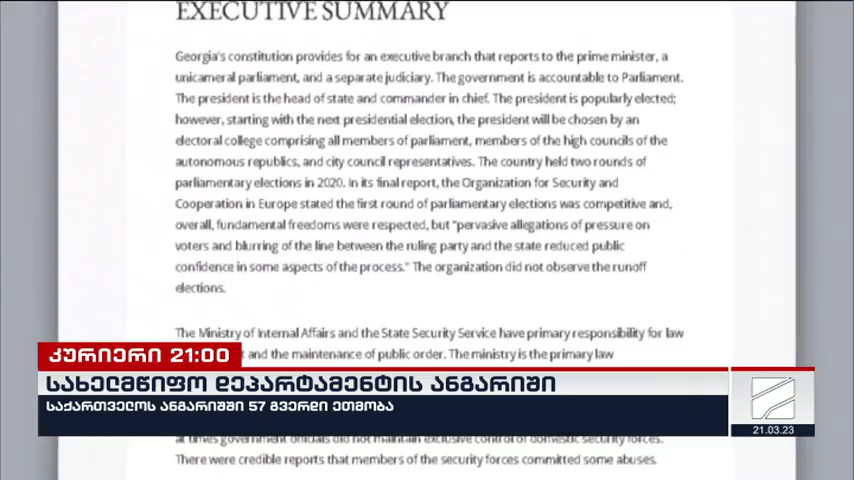 EXECUTIVE SUMMARY
Georgia's constitution provides for an executive branch that reports to the prime minister, a
unicameral parliament, and a separate judiciary. The government is accountable to Parliament.
The president is the head of state and commander in chief. The president is popularly elected;
however, starting with the next presidential election, the president will be chosen by an
electoral college comprising all members of parliament, members of the high councils of the
autonomous republics, and city council representatives. The country held two rounds of
parliamentary elections in 2020. In its final report, the Organization for Security and
Cooperation in Europe stated the first round of parliamentary elections was competitive and,
overall, fundamental freedoms were respected, but "pervasive allegations of pressure on
voters and blurring of the line between the ruling party and the state reduced public
confidence in some aspects of the process." The organization did not observe the runoff
elections.
The Ministry of Internal Affairs and the State Security Service have primary responsibility for law
and the maintenance of public order. The ministry is the primary law
კურიერი 21:00
სახელმწიფო დეპარტამენტის ანგარიში
საქართველოს ანგარიშში 57 გვერდი ეთმობა
21.03.23
at times government officials did not maintain exclusive control of domestic security forces.
There were credible reports that members of the security forces committed some abuses.